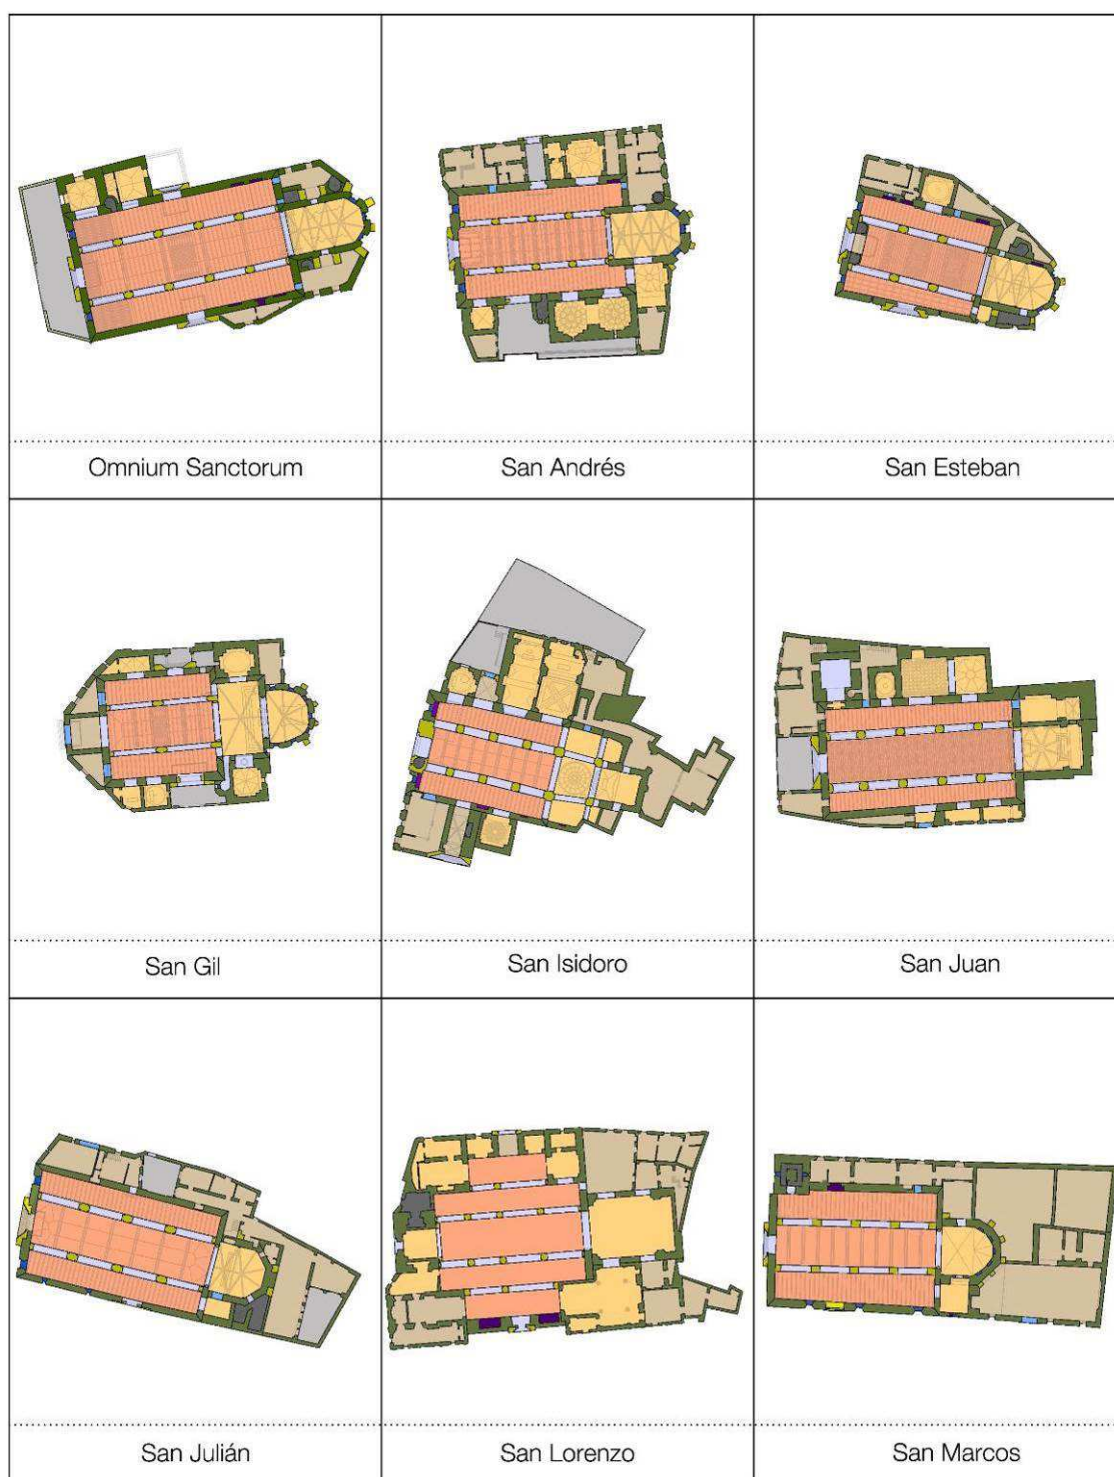 Omnium Sanctorum
San Andrés
San Esteban
San Gil
San Isidoro
San Juan
San Julián
San Lorenzo
San Marcos